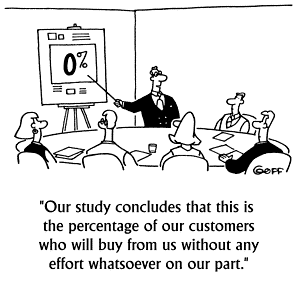 0%
GOFF
"Our study concludes that this is
the percentage of our customers
who will buy from us without any
effort whatsoever on our part."